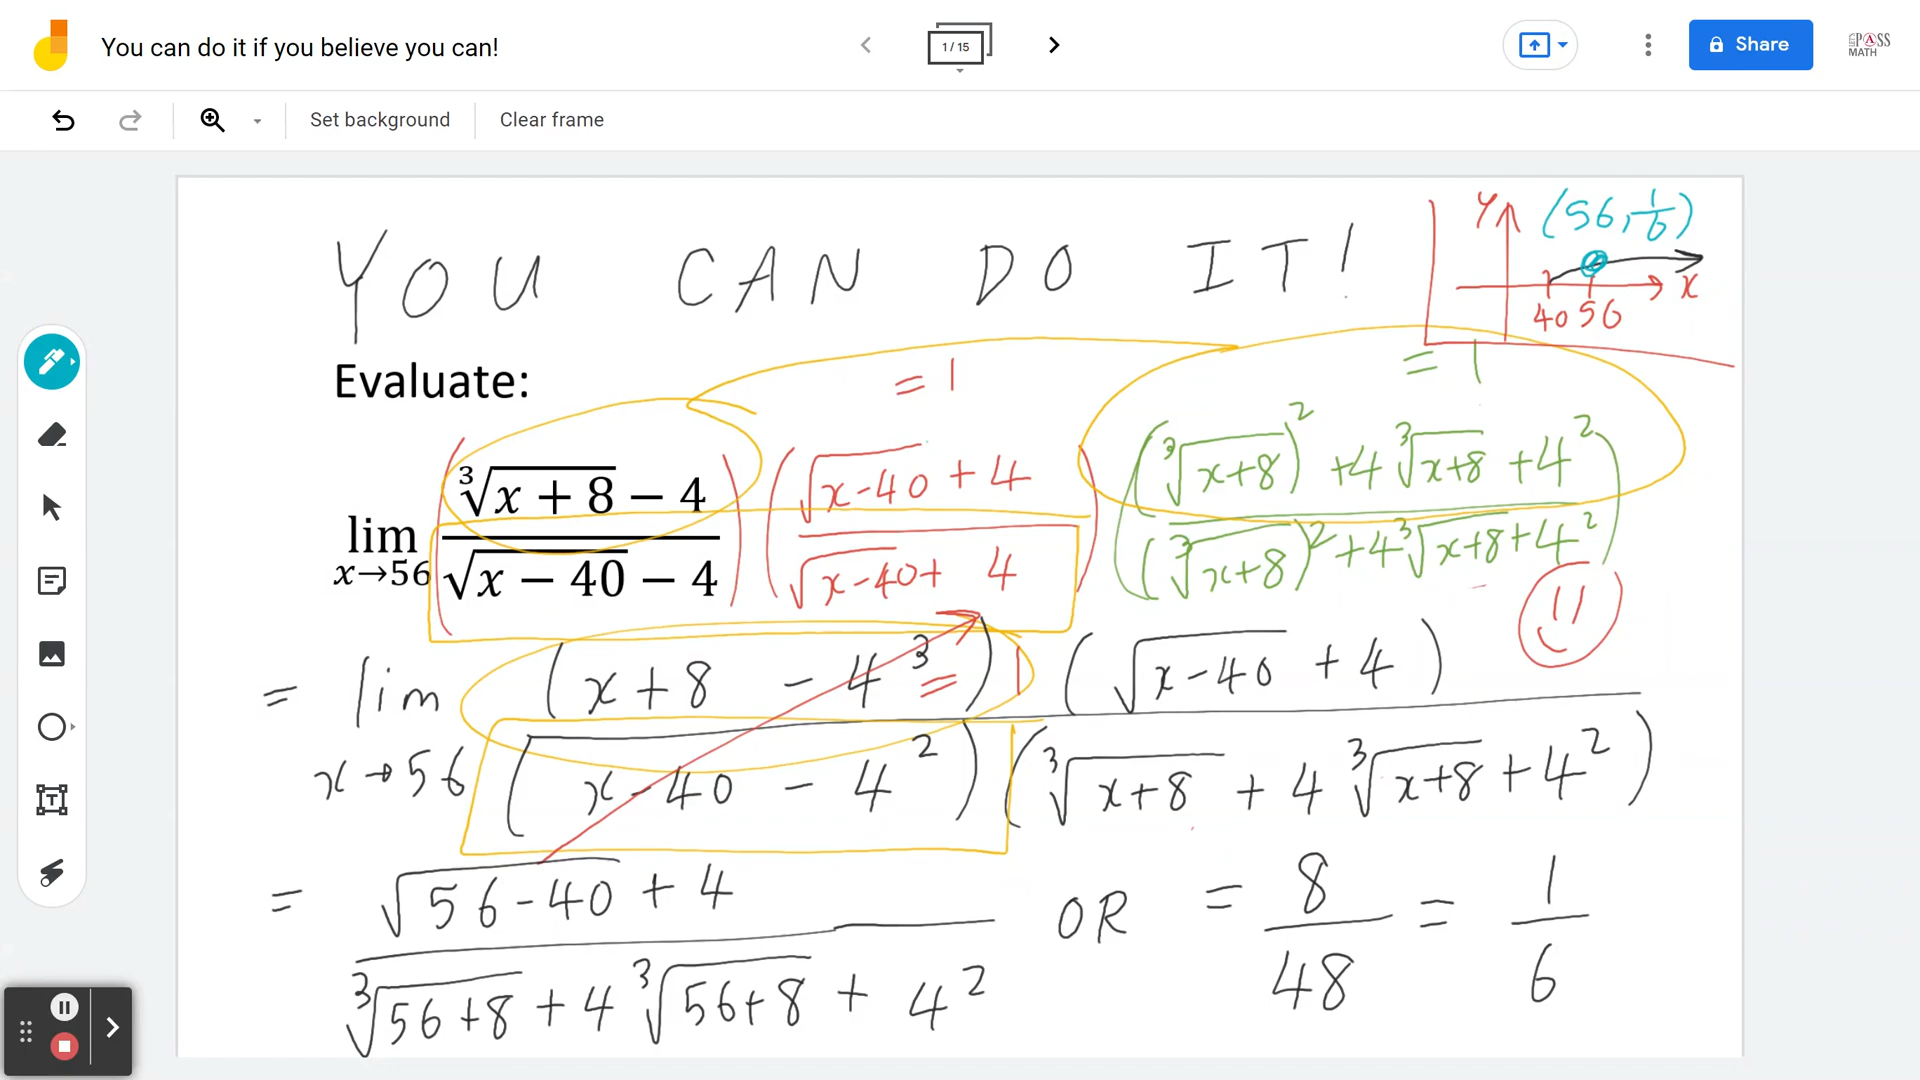 You can do it if you believe you can!
1 / 15
Share
PASS
MATH
Set background
Clear frame
YOU CAN DO IT!
y (56, 1/6)
x
40 56
Evaluate:
= 1
= 1
lim x→56 (∛(x + 8) − 4)/(√(x − 40) − 4) (√(x-40) + 4)/(√(x-40) + 4) ((∛(x+8))² + 4∛(x+8) + 4²)/((∛(x+8))² + 4∛(x+8) + 4²)
= 1
= lim x→56 (x+8 − 4³)(√(x-40) + 4) / (x-40 − 4²)(∛(x+8) + 4 ∛(x+8) + 4²)
= (√(56-40) + 4)/(∛(56+8) + 4 ∛(56+8) + 4²) OR = 8/48 = 1/6